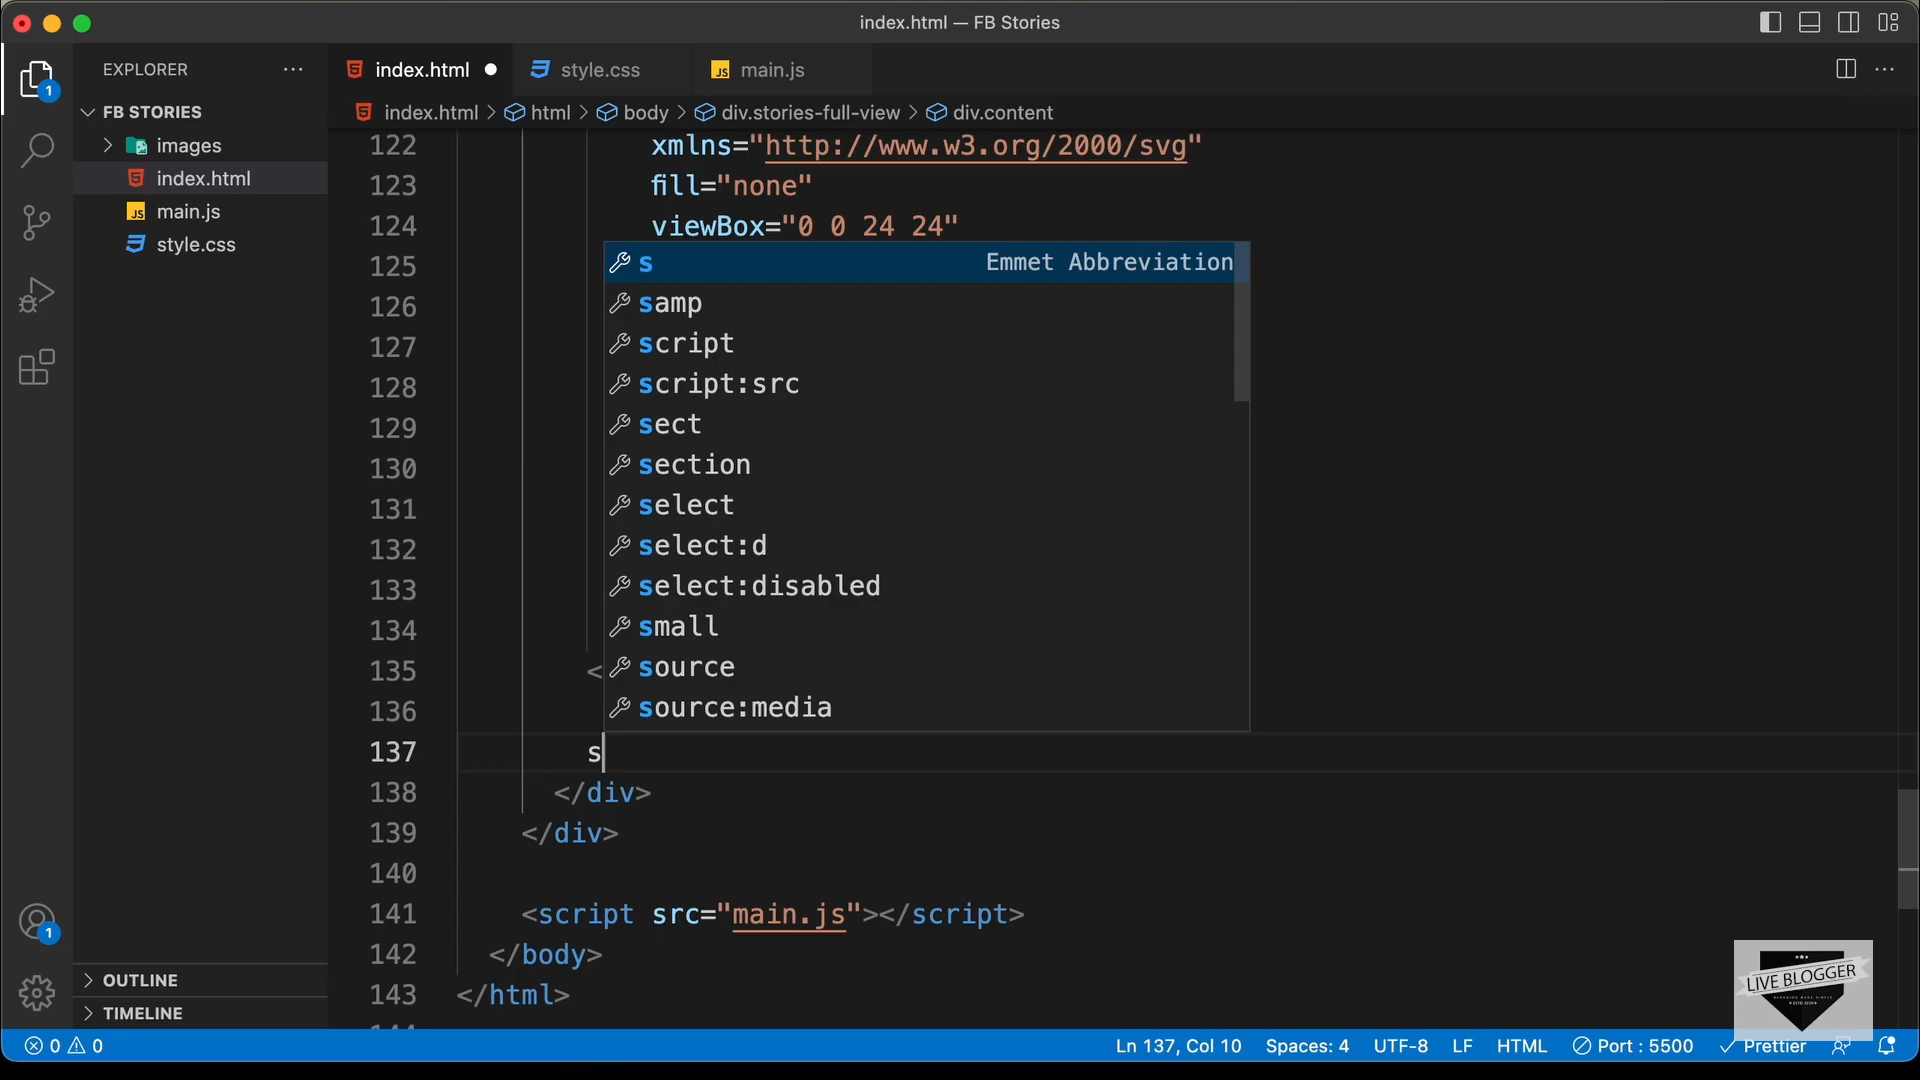 index.html — FB Stories
EXPLORER
FB STORIES
images
index.html
main.js
style.css
OUTLINE
TIMELINE
1
1
index.html
style.css
main.js
index.html > html > body > div.stories-full-view > div.content
122 xmlns="http://www.w3.org/2000/svg"
123 fill="none"
124 viewBox="0 0 24 24"
125
126
127
128
129
130
131
132
133
134
135 <
136
137 s
138 </div>
139 </div>
140
141 <script src="main.js"></script>
142 </body>
143 </html>
s Emmet Abbreviation
samp
script
script:src
sect
section
select
select:d
select:disabled
small
source
source:media
LIVE BLOGGER
0 0
Ln 137, Col 10 Spaces: 4 UTF-8 LF HTML Port : 5500 Prettier